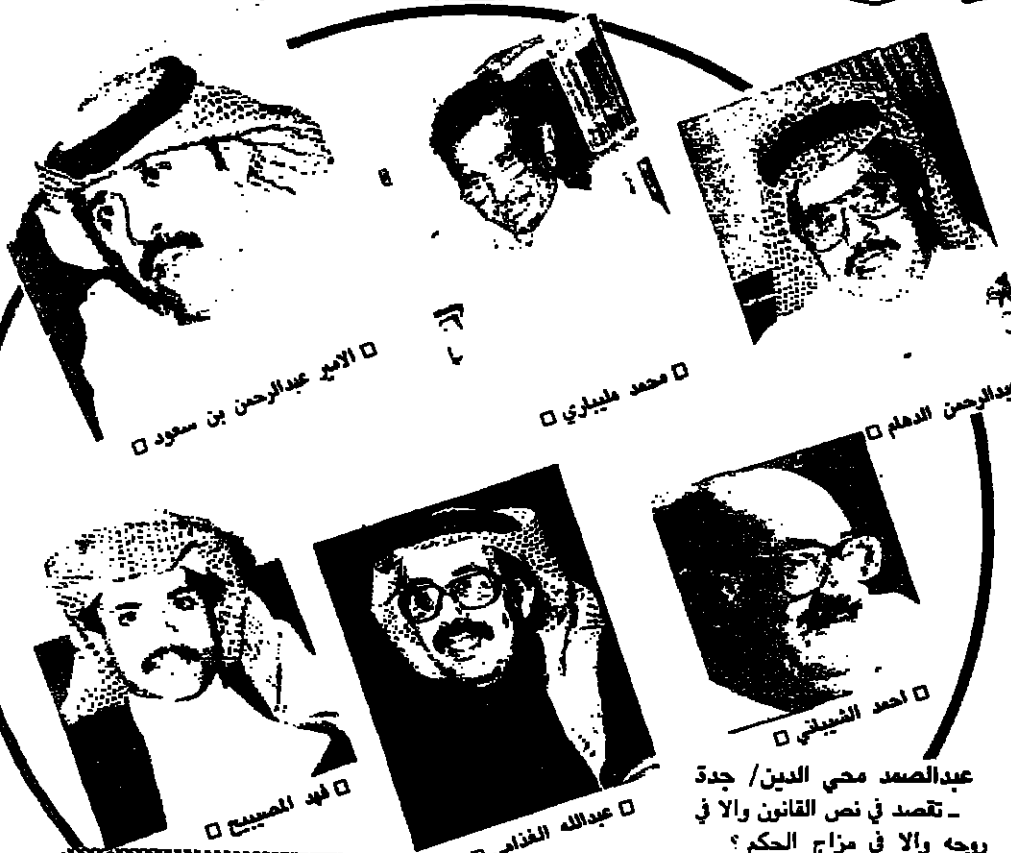 □ الامير عبدالرحمن بن سعود □
□ محمد مليباري □
عبدالرحمن الدهام □
□ احمد الشيباني □
□ عبدالله الغذامي □
□ فهد المصيبيح □
عبدالصمد محي الدين/ جدة
ـ تقصد في نص القانون والا في
روحه والا في مزاج الحكم ؟